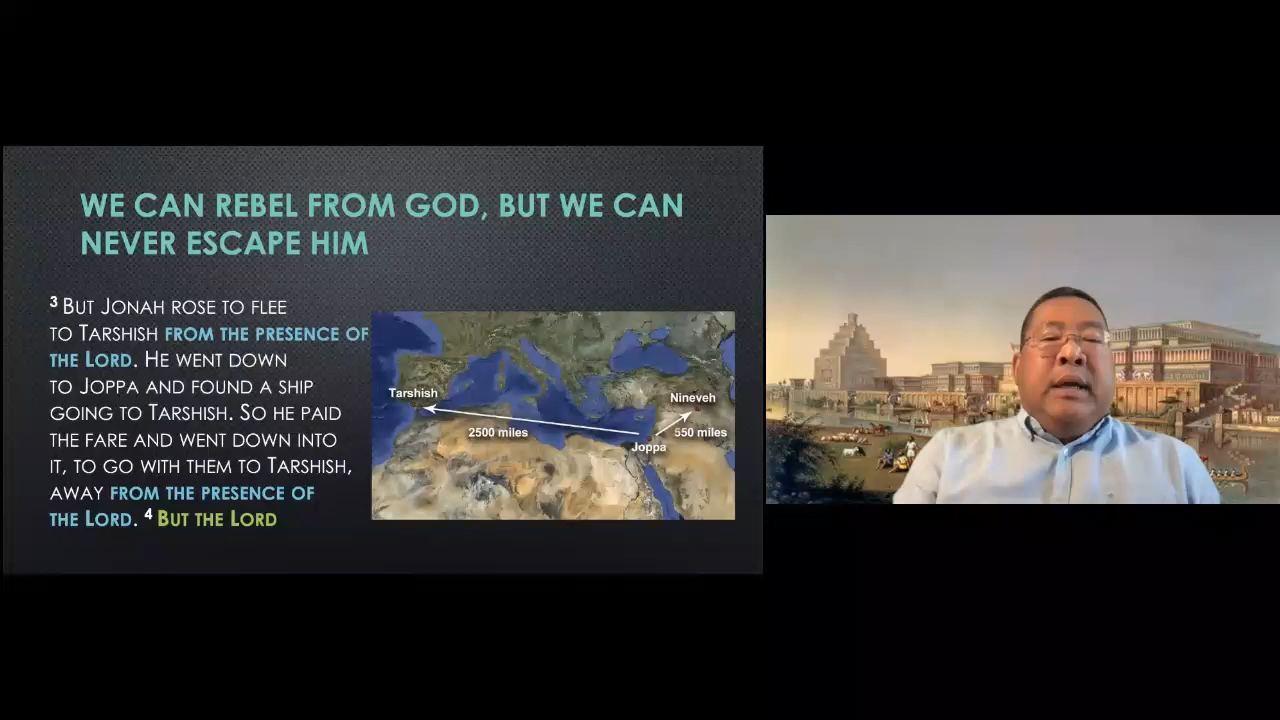 WE CAN REBEL FROM GOD, BUT WE CAN
NEVER ESCAPE HIM
3 BUT JONAH ROSE TO FLEE
TO TARSHISH FROM THE PRESENCE OF
THE LORD. HE WENT DOWN
TO JOPPA AND FOUND A SHIP
GOING TO TARSHISH. SO HE PAID
THE FARE AND WENT DOWN INTO
IT, TO GO WITH THEM TO TARSHISH,
AWAY FROM THE PRESENCE OF
THE LORD. 4 BUT THE LORD
Tarshish
Nineveh
2500 miles
550 miles
Joppa